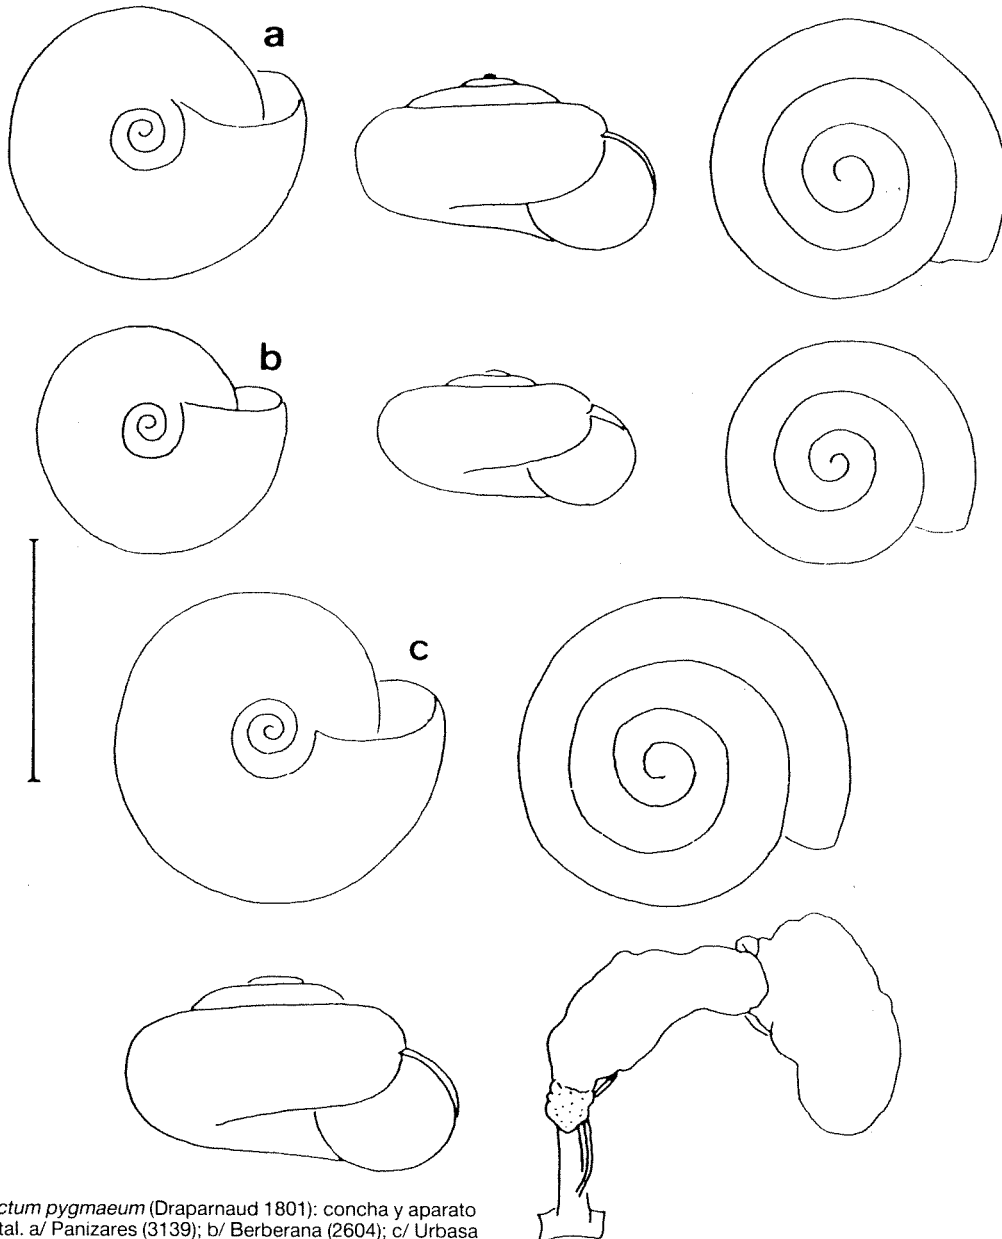 a
b
c
ctum pygmaeum (Draparnaud 1801): concha y aparato
tal. a/ Panizares (3139); b/ Berberana (2604); c/ Urbasa